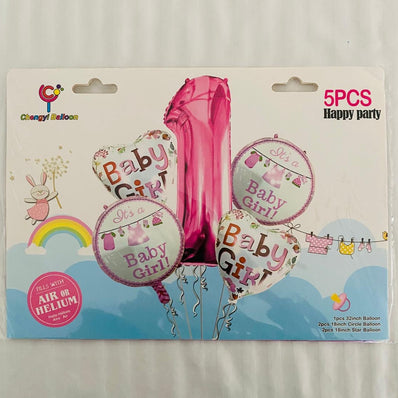 Chengyi Balloon
5PCS
Happy party
1
Baby
Girl
It's a
Baby
Girl!
It's a
Baby
Girl!
Baby
Girl
FILLS WITH
AIR OR
HELIUM
1pcs 32inch Balloon
2pcs 18inch Circle Balloon
2pcs 18inch Star Balloon